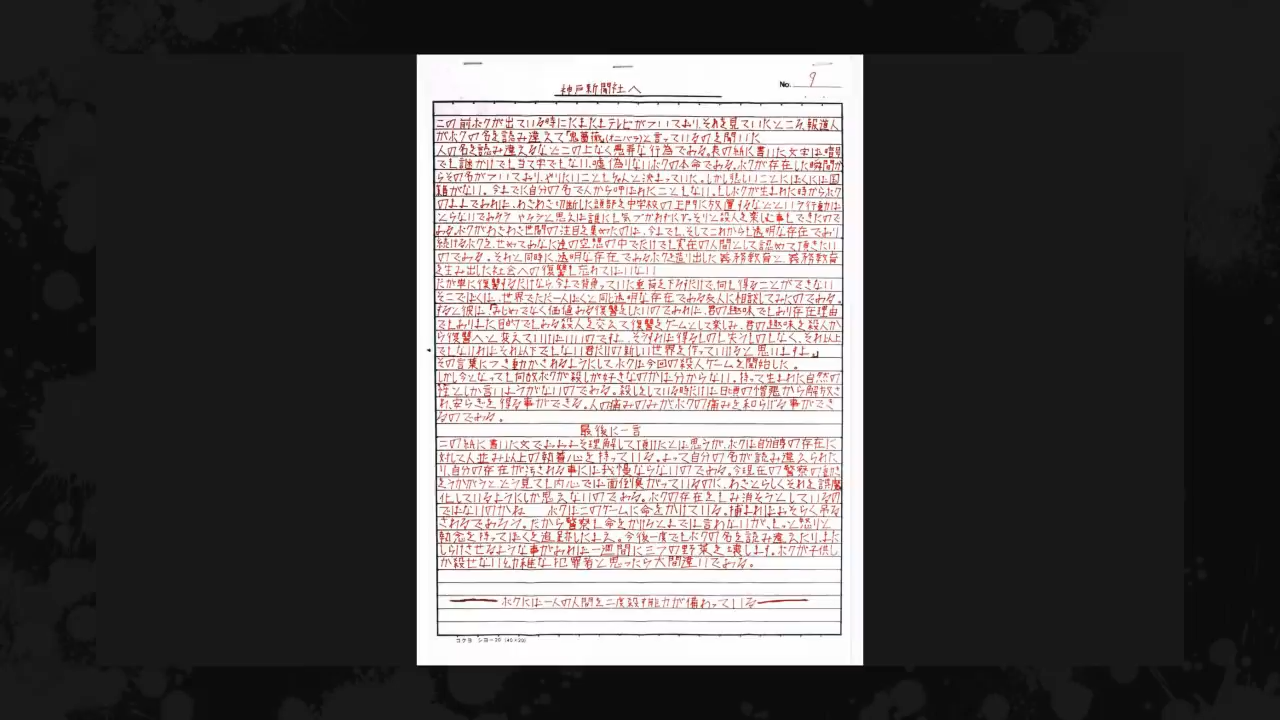 神戸新聞社へ
No. 9
この前ボクが出ている時にたまたまテレビがついており、それを見ていたところ、報道人
がボクの名を読み違えて「鬼薔薇」(オニバラ)と言っているのを聞いた
人の名を読み違えるなどこの上なく愚弄な行為である。表の紙に書いた文字は暗号
でも謎かけでも当て字でもない、嘘偽りないボクの本命である。ボクが存在した瞬間か
らその名がついており、やりたいこともちゃんと決まっていた。しかし悲しいことにぼくには国
籍がない。今までに自分の名で人から呼ばれたこともない。もしボクが生まれた時からボク
のままであれば、わざわざ切断した頭部を中学校の正門に放置するなどという行動は
とらないであろう やろうと思えば誰にも気づかれずにひっそりと殺人を楽しむ事もできたので
ある。ボクがわざわざ世間の注目を集めたのは、今までも、そしてこれからも透明な存在であり
続けるボクを、せめてあなた達の空想の中でだけでも実在の人間として認めて頂きたい
のである。それと同時に、透明な存在であるボクを造り出した義務教育と、義務教育
を生み出した社会への復讐も忘れてはいない
だが単に復讐するだけなら、今まで背負っていた重荷を下ろすだけで、何も得ることができない
そこでぼくは、世界でただ一人ぼくと同じ透明な存在である友人に相談してみたのである。
すると彼は、「みじめでなく価値ある復讐をしたいのであれば、君の趣味でもあり存在理由
でもありまた目的でもある殺人を交えて復讐をゲームとして楽しみ、君の趣味を殺人か
ら復讐へと変えていけばいいのですよ、そうすれば得るものも失うものもなく、それ以上
でもなければそれ以下でもない君だけの新しい世界を作っていけると思いますよ。」
その言葉につき動かされるようにしてボクは今回の殺人ゲームを開始した。
しかし今となっても何故ボクが殺しが好きなのかは分からない。持って生まれた自然の
性としか言いようがないのである。殺しをしている時だけは日頃の憎悪から解放さ
れ、安らぎを得る事ができる。人の痛みのみが、ボクの痛みを和らげる事ができ
るのである。
最後に一言
この紙に書いた文でおおよそ理解して頂けたとは思うが、ボクは自分自身の存在に
対して人並み以上の執着心を持っている。よって自分の名が読み違えられた
り、自分の存在が汚される事には我慢ならないのである。今現在の警察の動き
をうかがうと、どう見ても内心では面倒臭がっているのに、わざとらしくそれを誤魔
化しているようにしか思えないのである。ボクの存在をもみ消そうとしているの
ではないのかね ボクはこのゲームに命をかけている。捕まればおそらく吊る
されるであろう。だから警察も命をかけろとまでは言わないが、もっと怒りと
執念を持ってぼくを追跡したまえ。今後一度でもボクの名を読み違えたり、また
しらけさせるような事があれば一週間に三つの野菜を壊します。ボクが子供し
か殺せない幼稚な犯罪者と思ったら大間違いである。
ボクには一人の人間を二度殺す能力が備わっている
コクヨ ケヨー20 (40×20)